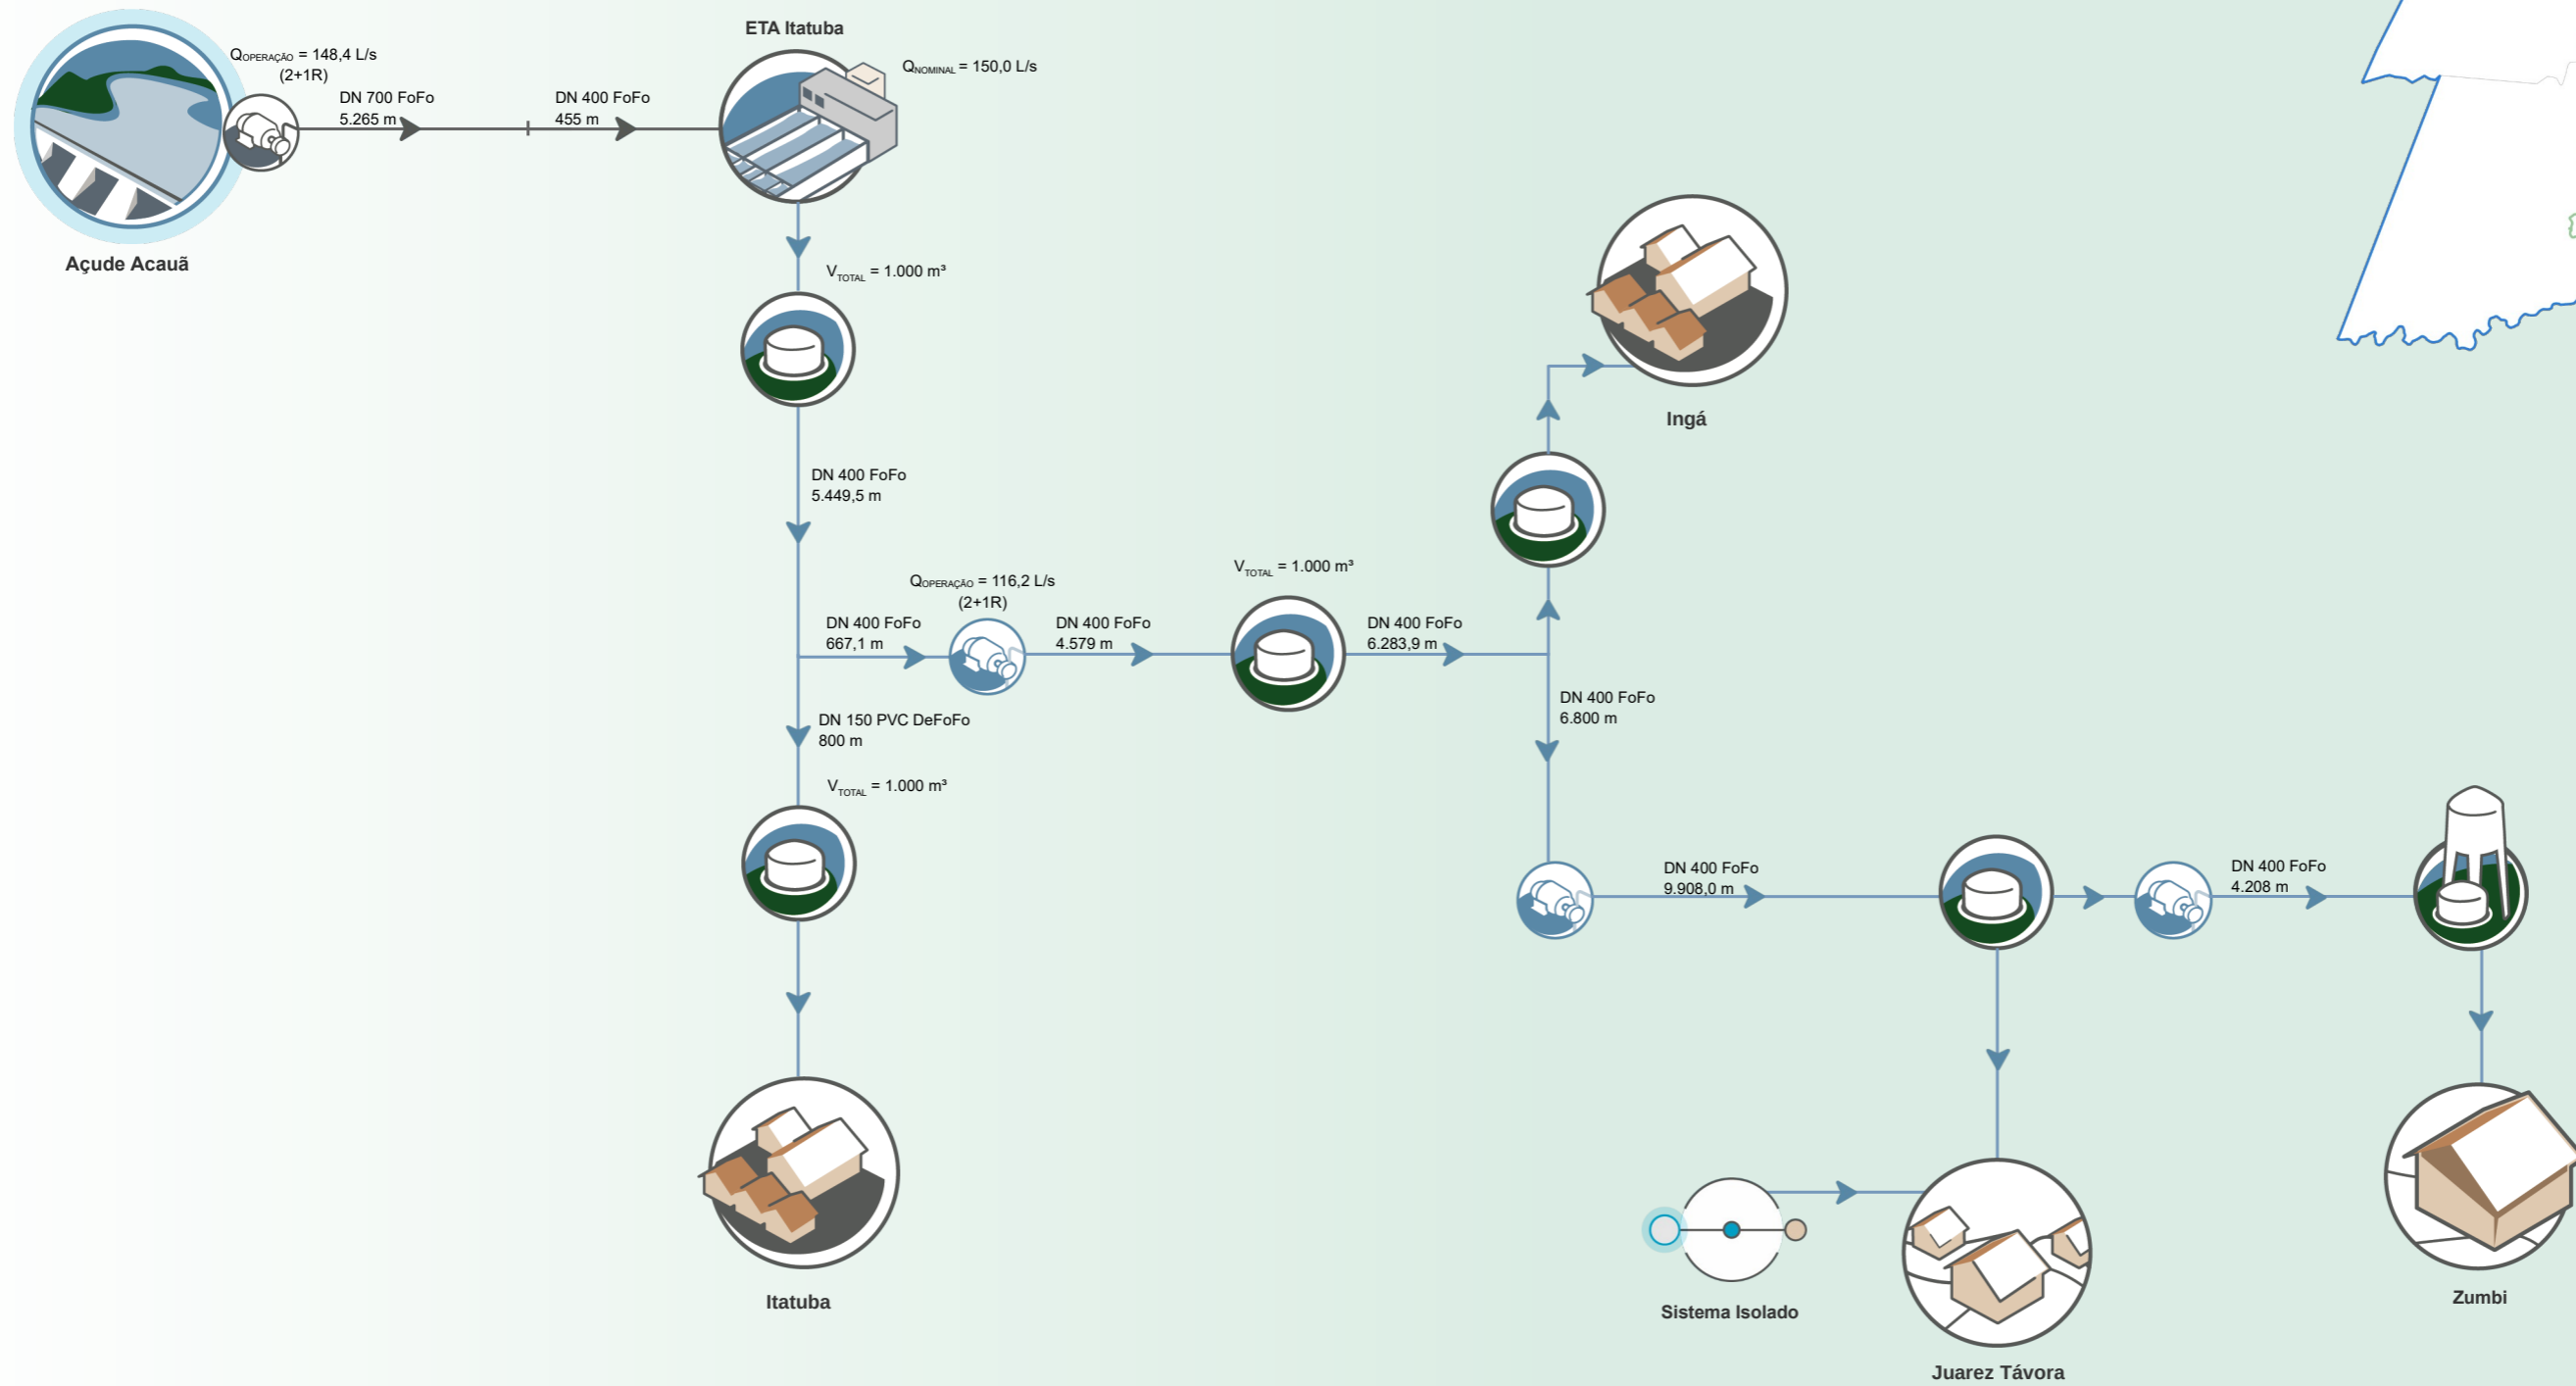 ETA Itatuba
QOPERAÇÃO = 148,4 L/s
(2+1R)
QNOMINAL = 150,0 L/s
DN 700 FoFo
5.265 m
DN 400 FoFo
455 m
Açude Acauã
VTOTAL = 1.000 m³
Ingá
DN 400 FoFo
5.449,5 m
QOPERAÇÃO = 116,2 L/s
(2+1R)
VTOTAL = 1.000 m³
DN 400 FoFo
667,1 m
DN 400 FoFo
4.579 m
DN 400 FoFo
6.283,9 m
DN 400 FoFo
6.800 m
DN 150 PVC DeFoFo
800 m
VTOTAL = 1.000 m³
DN 400 FoFo
9.908,0 m
DN 400 FoFo
4.208 m
Itatuba
Sistema Isolado
Zumbi
Juarez Távora